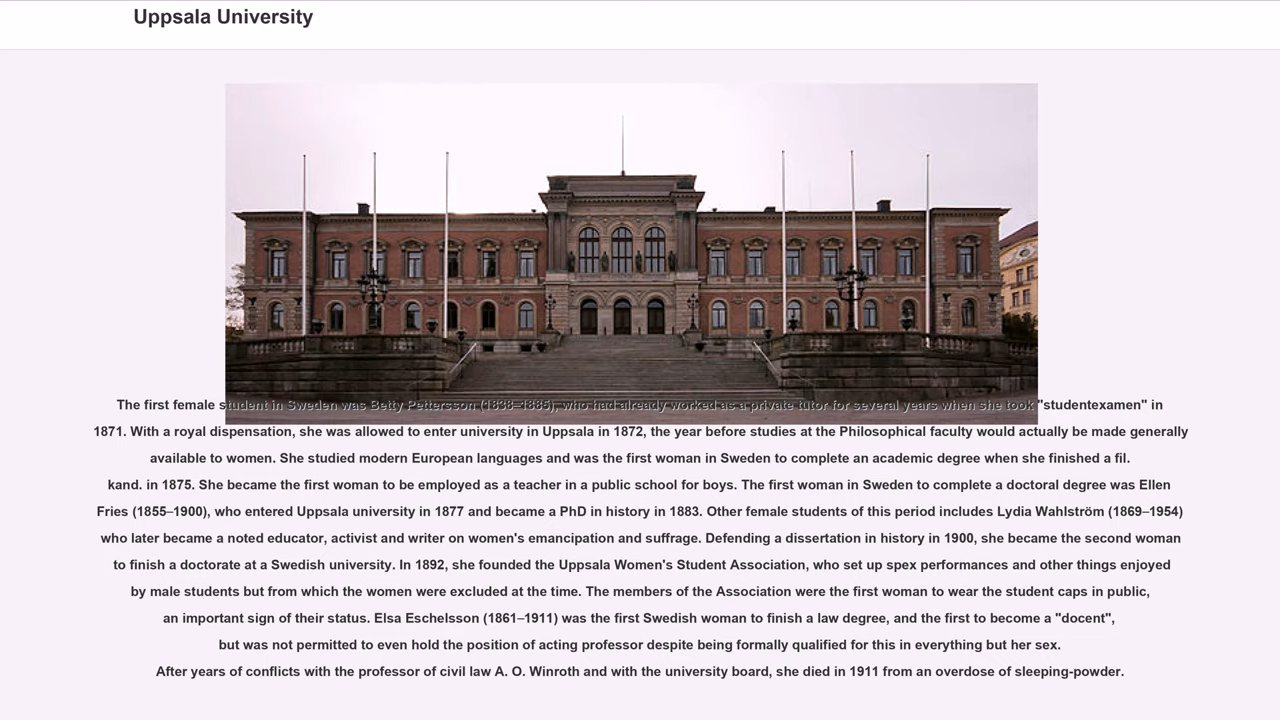 Uppsala University
The first female student in Sweden was Betty Pettersson (1838–1885), who had already worked as a private tutor for several years when she took "studentexamen" in
1871. With a royal dispensation, she was allowed to enter university in Uppsala in 1872, the year before studies at the Philosophical faculty would actually be made generally
available to women. She studied modern European languages and was the first woman in Sweden to complete an academic degree when she finished a fil.
kand. in 1875. She became the first woman to be employed as a teacher in a public school for boys. The first woman in Sweden to complete a doctoral degree was Ellen
Fries (1855–1900), who entered Uppsala university in 1877 and became a PhD in history in 1883. Other female students of this period includes Lydia Wahlström (1869–1954)
who later became a noted educator, activist and writer on women's emancipation and suffrage. Defending a dissertation in history in 1900, she became the second woman
to finish a doctorate at a Swedish university. In 1892, she founded the Uppsala Women's Student Association, who set up spex performances and other things enjoyed
by male students but from which the women were excluded at the time. The members of the Association were the first woman to wear the student caps in public,
an important sign of their status. Elsa Eschelsson (1861–1911) was the first Swedish woman to finish a law degree, and the first to become a "docent",
but was not permitted to even hold the position of acting professor despite being formally qualified for this in everything but her sex.
After years of conflicts with the professor of civil law A. O. Winroth and with the university board, she died in 1911 from an overdose of sleeping-powder.